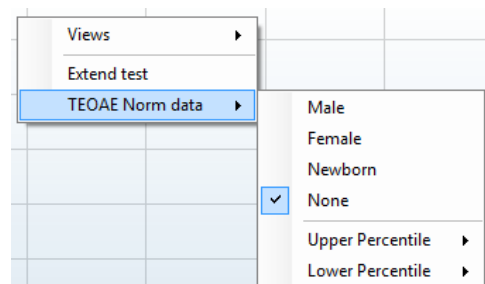 Views
Extend test
TEOAE Norm data
Male
Female
Newborn
None
Upper Percentile
Lower Percentile